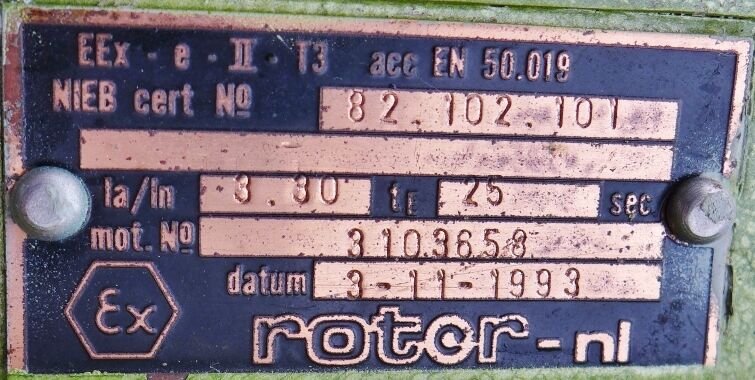 EEx - e - II - T3 acc EN 50.019
NIEB cert No 82.102.101
Ia/In 3.30 tE 25 sec
mot. No 3103658
datum 3-11-1993
Ex rotor-nl